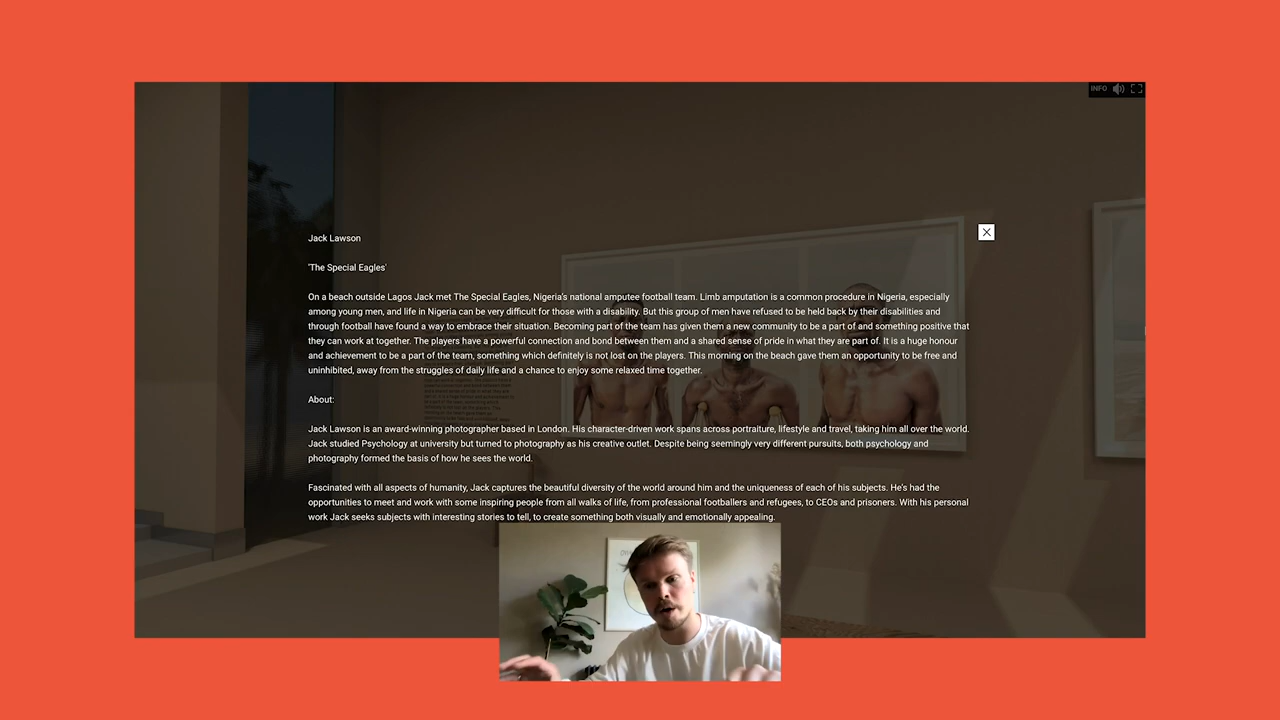 INFO
Jack Lawson
'The Special Eagles'
On a beach outside Lagos Jack met The Special Eagles, Nigeria's national amputee football team. Limb amputation is a common procedure in Nigeria, especially
among young men, and life in Nigeria can be very difficult for those with a disability. But this group of men have refused to be held back by their disabilities and
through football have found a way to embrace their situation. Becoming part of the team has given them a new community to be a part of and something positive that
they can work at together. The players have a powerful connection and bond between them and a shared sense of pride in what they are part of. It is a huge honour
and achievement to be a part of the team, something which definitely is not lost on the players. This morning on the beach gave them an opportunity to be free and
uninhibited, away from the struggles of daily life and a chance to enjoy some relaxed time together.
About:
Jack Lawson is an award-winning photographer based in London. His character-driven work spans across portraiture, lifestyle and travel, taking him all over the world.
Jack studied Psychology at university but turned to photography as his creative outlet. Despite being seemingly very different pursuits, both psychology and
photography formed the basis of how he sees the world.
Fascinated with all aspects of humanity, Jack captures the beautiful diversity of the world around him and the uniqueness of each of his subjects. He's had the
opportunities to meet and work with some inspiring people from all walks of life, from professional footballers and refugees, to CEOs and prisoners. With his personal
work Jack seeks subjects with interesting stories to tell, to create something both visually and emotionally appealing.